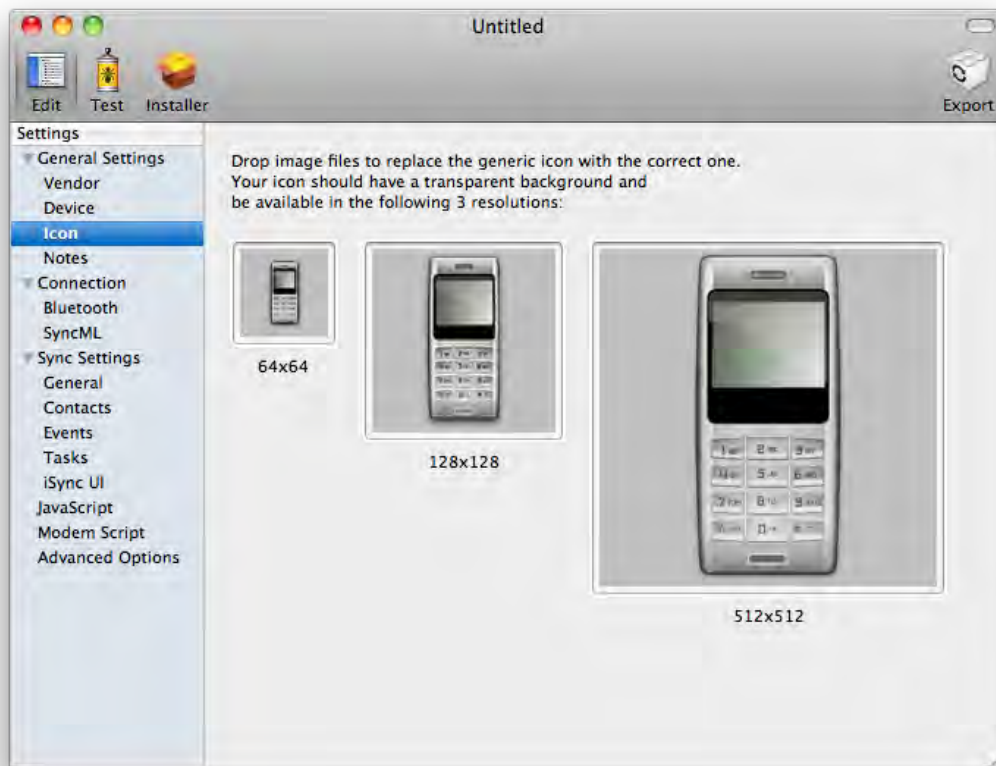 Untitled
Edit
Test
Installer
Export
Settings
General Settings
Vendor
Device
Icon
Notes
Connection
Bluetooth
SyncML
Sync Settings
General
Contacts
Events
Tasks
iSync UI
JavaScript
Modem Script
Advanced Options
Drop image files to replace the generic icon with the correct one.
Your icon should have a transparent background and
be available in the following 3 resolutions:
64x64
128x128
512x512